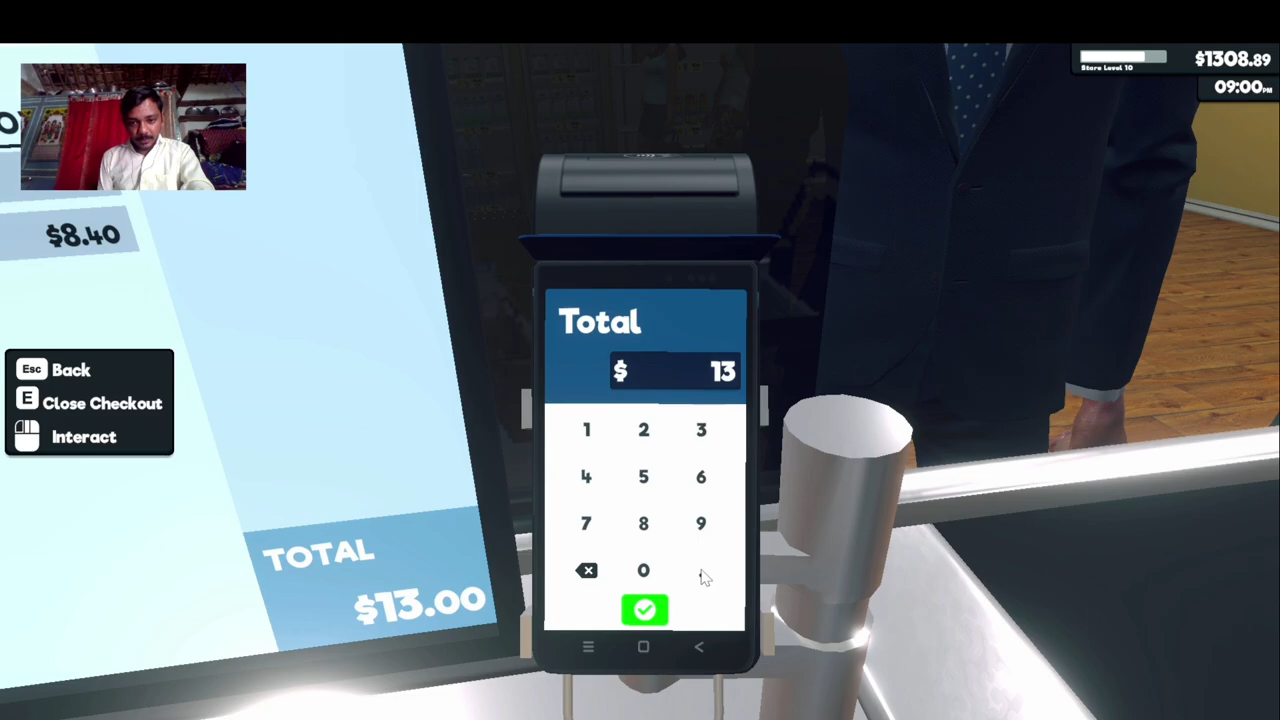 $1308.89
Store Level 10
09:00PM
$8.40
Esc Back
E Close Checkout
Interact
Total
$ 13
1 2 3
4 5 6
7 8 9
0 .
TOTAL
$13.00